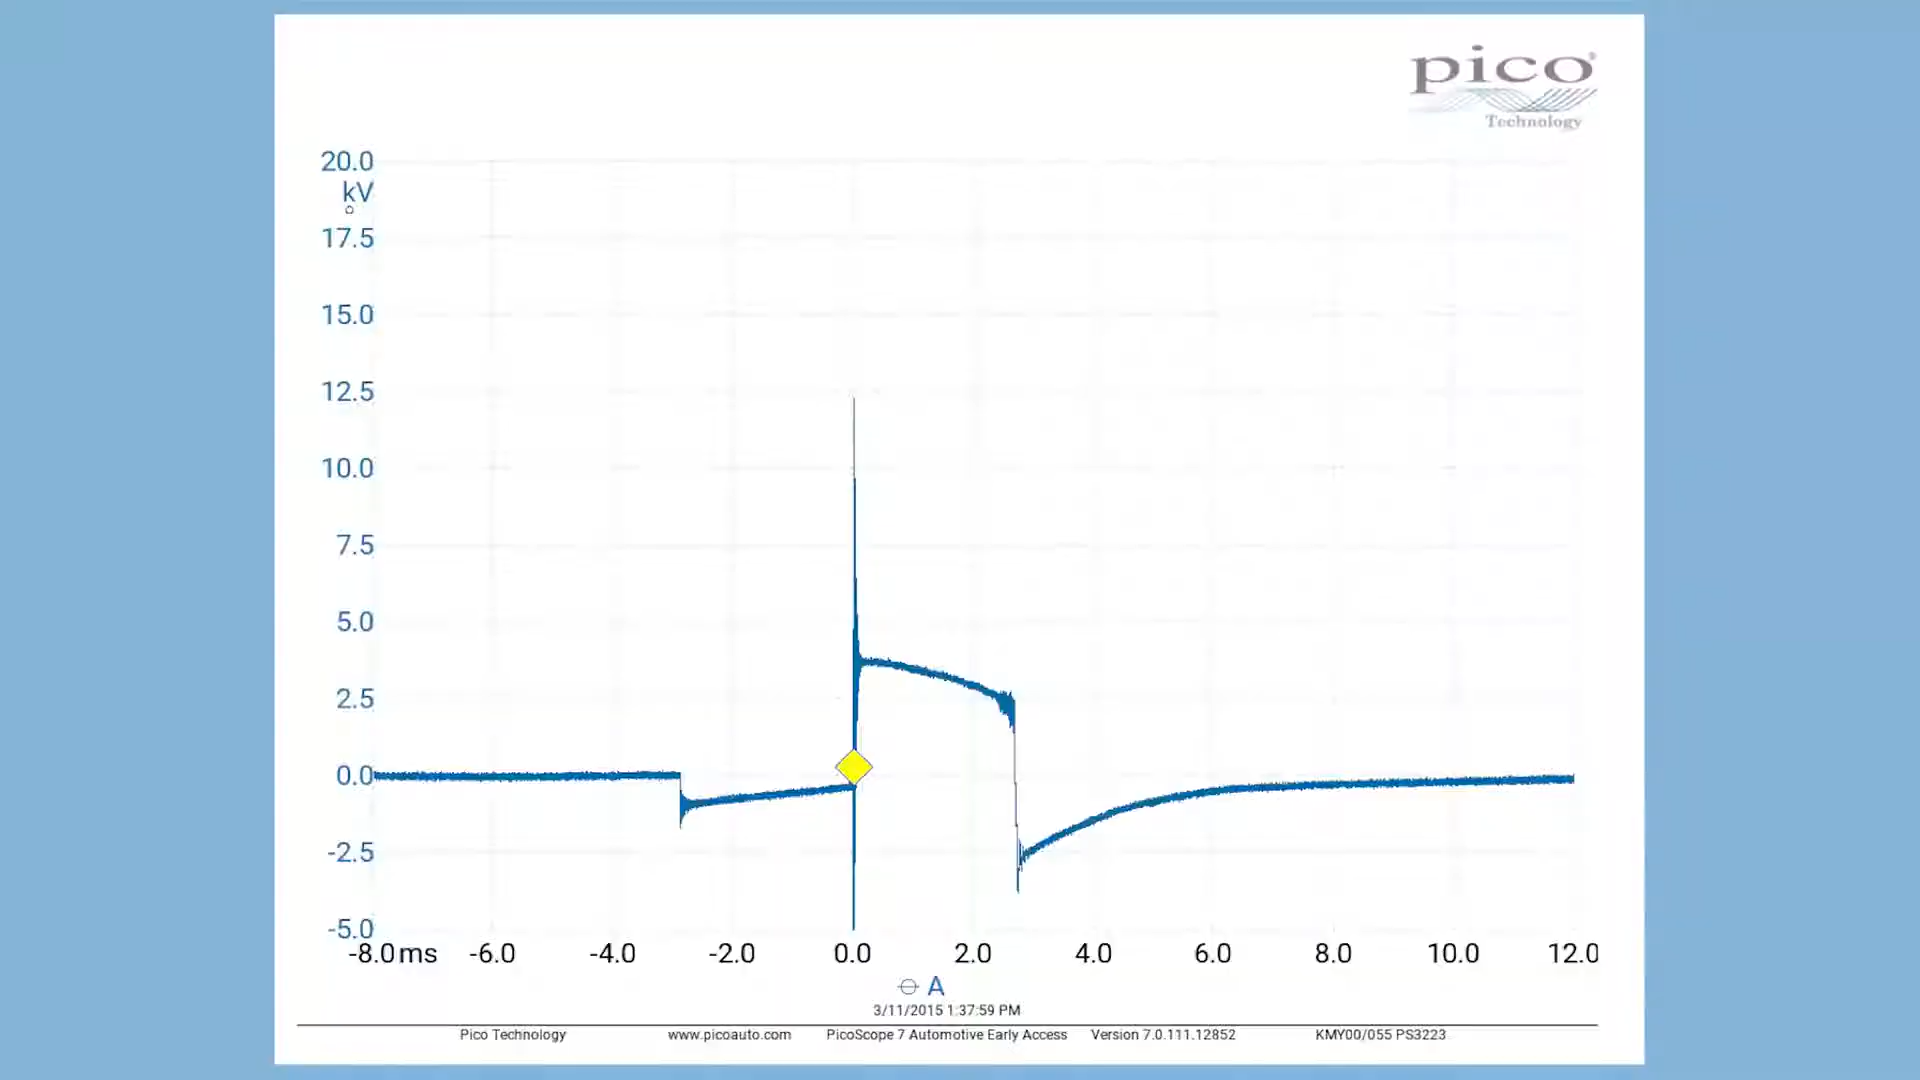 pico
Technology
20.0
kV
17.5
15.0
12.5
10.0
7.5
5.0
2.5
0.0
-2.5
-5.0
-8.0 ms -6.0 -4.0 -2.0 0.0 2.0 4.0 6.0 8.0 10.0 12.0
A
3/11/2015 1:37:59 PM
Pico Technology www.picoauto.com PicoScope 7 Automotive Early Access Version 7.0.111.12852 KMY00/055 PS3223